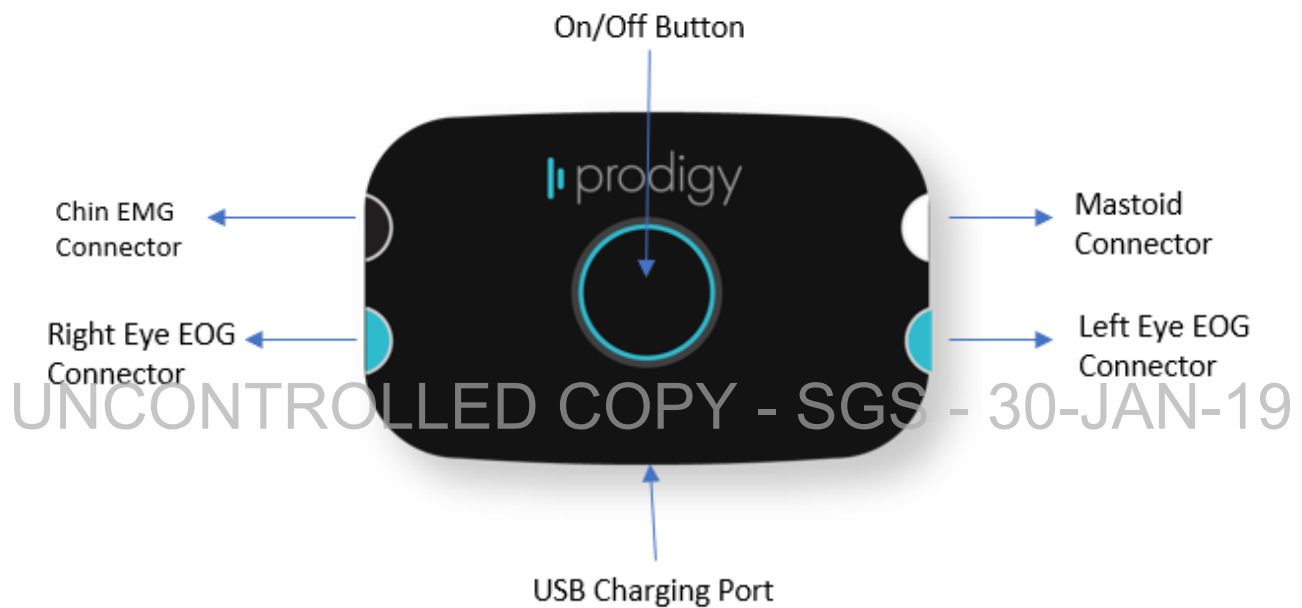 On/Off Button
prodigy
Chin EMG
Connector
Mastoid
Connector
Right Eye EOG
Connector
Left Eye EOG
Connector
UNCONTROLLED COPY - SGS - 30-JAN-19
USB Charging Port